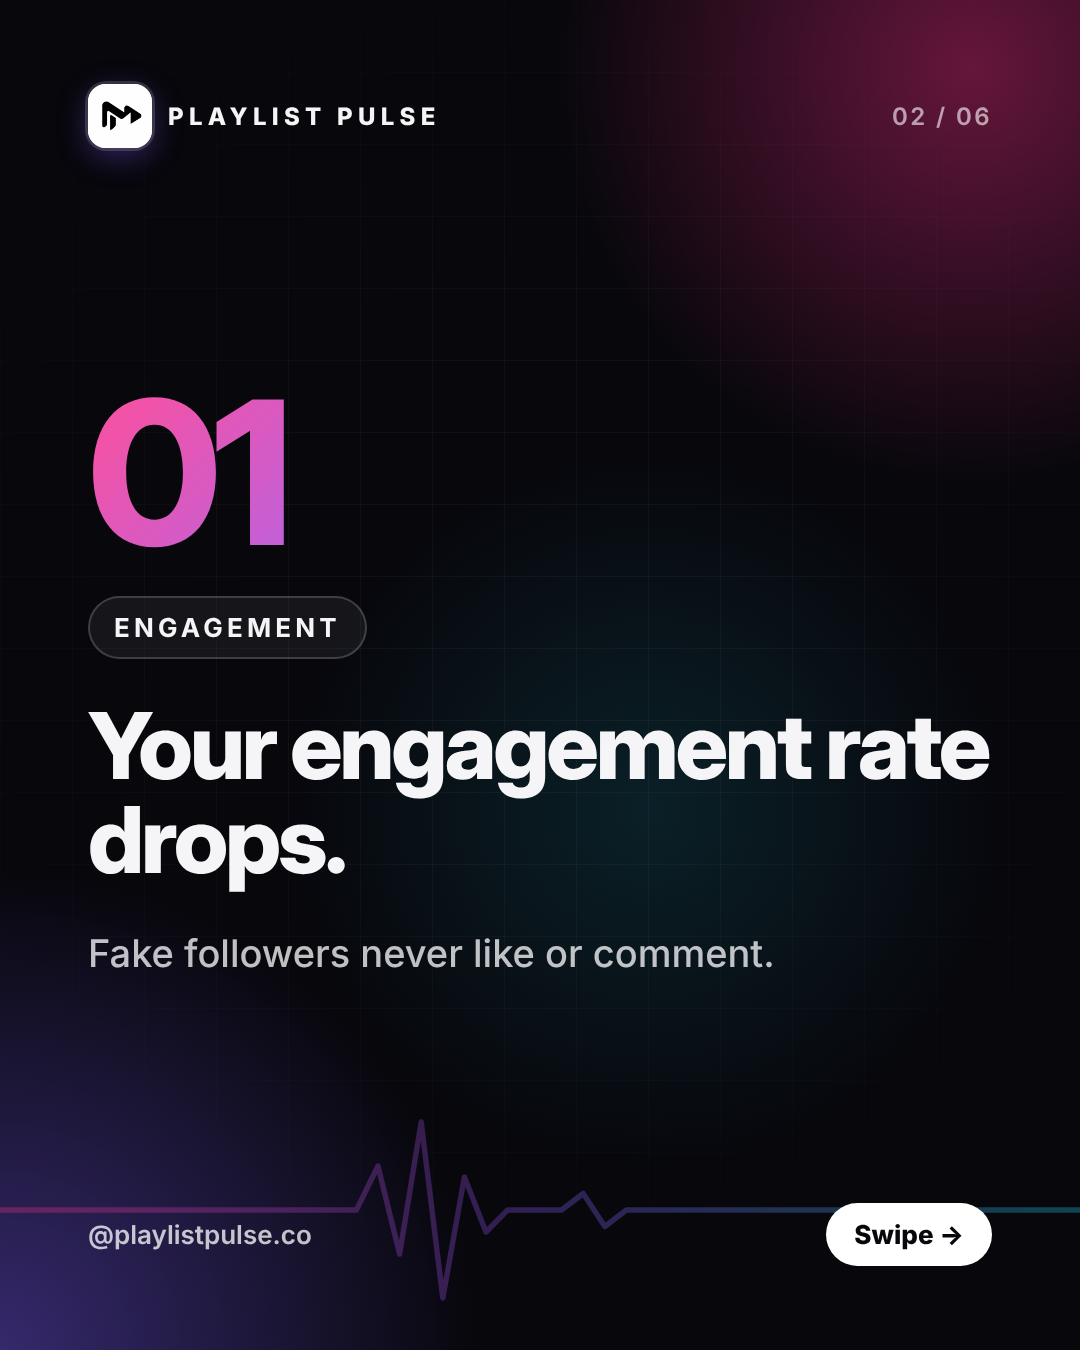 PLAYLIST PULSE
02 / 06
01
ENGAGEMENT
Your engagement rate
drops.
Fake followers never like or comment.
@playlistpulse.co
Swipe →